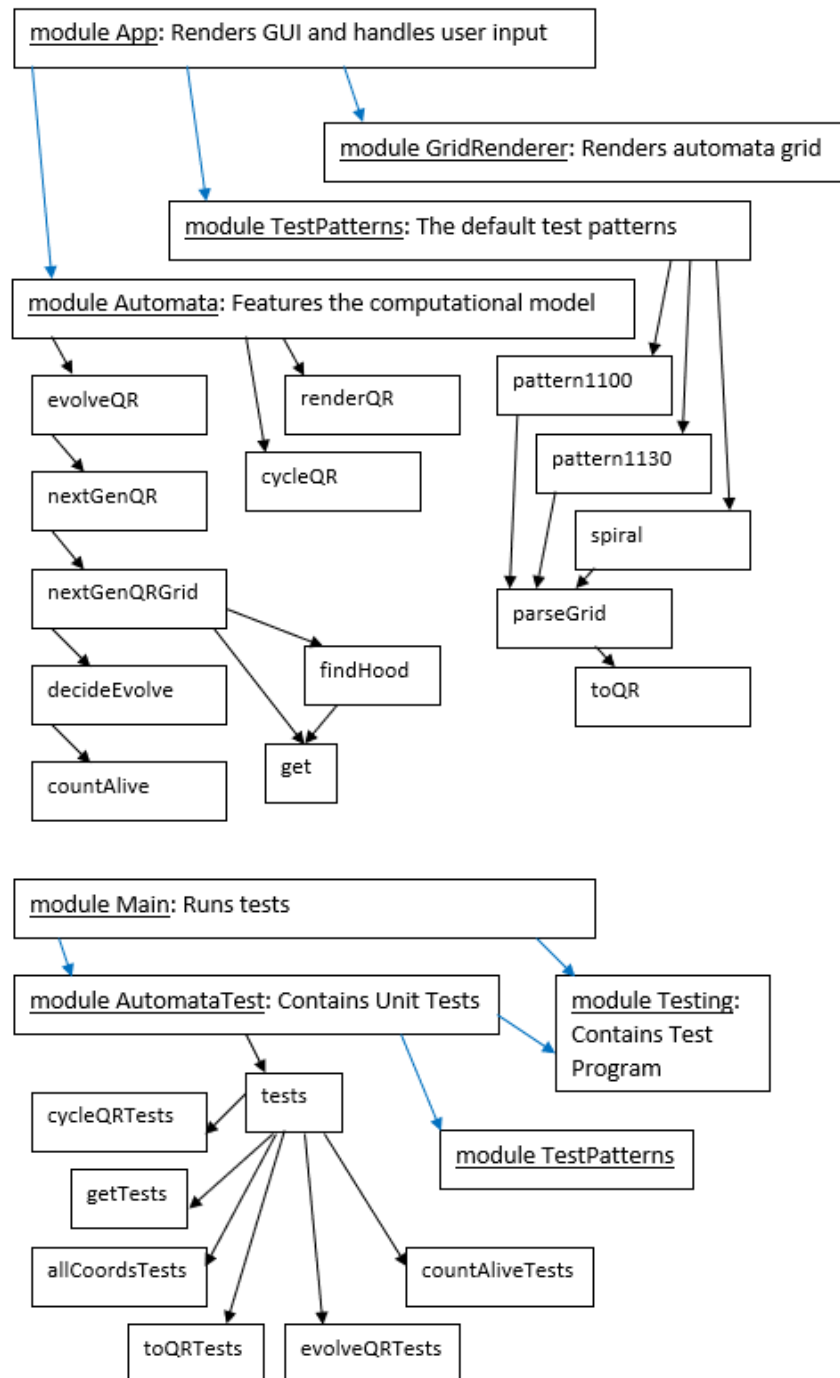 module App: Renders GUI and handles user input
module GridRenderer: Renders automata grid
module TestPatterns: The default test patterns
module Automata: Features the computational model
evolveQR
renderQR
pattern1100
cycleQR
pattern1130
nextGenQR
spiral
nextGenQRGrid
parseGrid
findHood
decideEvolve
toQR
get
countAlive
module Main: Runs tests
module AutomataTest: Contains Unit Tests
module Testing:
Contains Test
Program
tests
cycleQRTests
module TestPatterns
getTests
allCoordsTests
countAliveTests
toQRTests
evolveQRTests